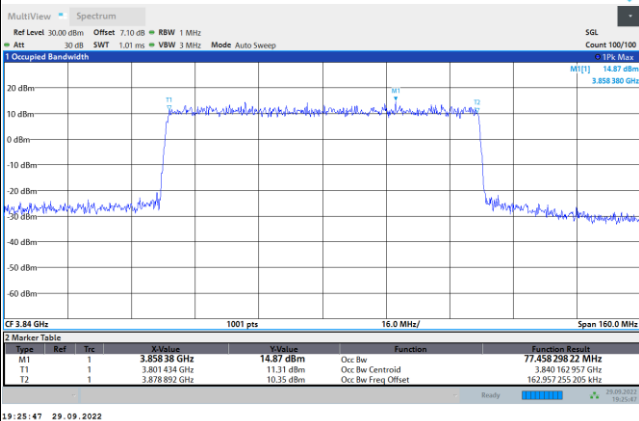 MultiView Spectrum
Ref Level 30.00 dBm Offset 7.10 dB RBW 1 MHz SGL
Att 30 dB SWT 1.01 ms VBW 3 MHz Mode Auto Sweep Count 100/100
1 Occupied Bandwidth 1Pk Max
M1[1] 14.87 dBm
3.858 380 GHz
20 dBm
M1
T1
T2
10 dBm
0 dBm
-10 dBm
-20 dBm
-30 dBm
-40 dBm
-50 dBm
-60 dBm
CF 3.84 GHz 1001 pts 16.0 MHz/ Span 160.0 MHz
2 Marker Table
Type Ref Trc X-Value Y-Value Function Function Result
M1 1 3.858 38 GHz 14.87 dBm Occ Bw 77.458 298 22 MHz
T1 1 3.801 434 GHz 11.31 dBm Occ Bw Centroid 3.840 162 957 GHz
T2 1 3.878 892 GHz 10.35 dBm Occ Bw Freq Offset 162.957 255 205 kHz
Ready 29.09.2022
19:25:47
19:25:47 29.09.2022